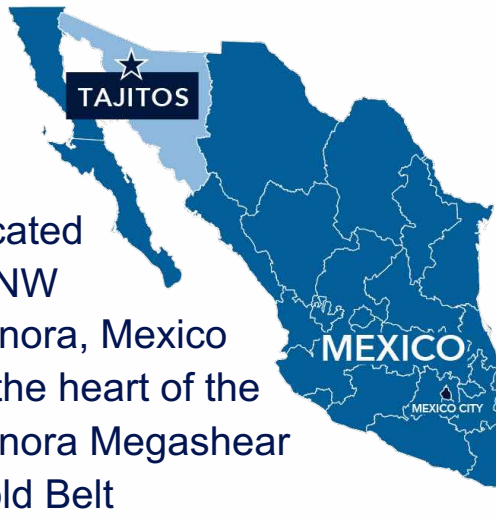 TAJITOS
cated
NW
nora, Mexico
the heart of the
nora Megashear
old Belt
MEXICO
MEXICO CITY